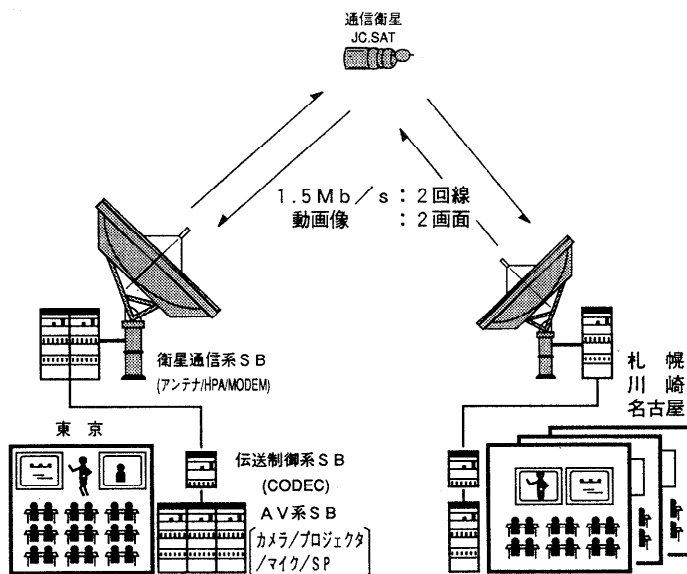 通信衛星
JC.SAT
1.5Mb/s:2回線
動画像 :2画面
衛星通信系SB
(アンテナ/HPA/MODEM)
札 幌
川 崎
名古屋
東 京
伝送制御系SB
(CODEC)
AV系SB
[カメラ/プロジェクタ
/マイク/SP]